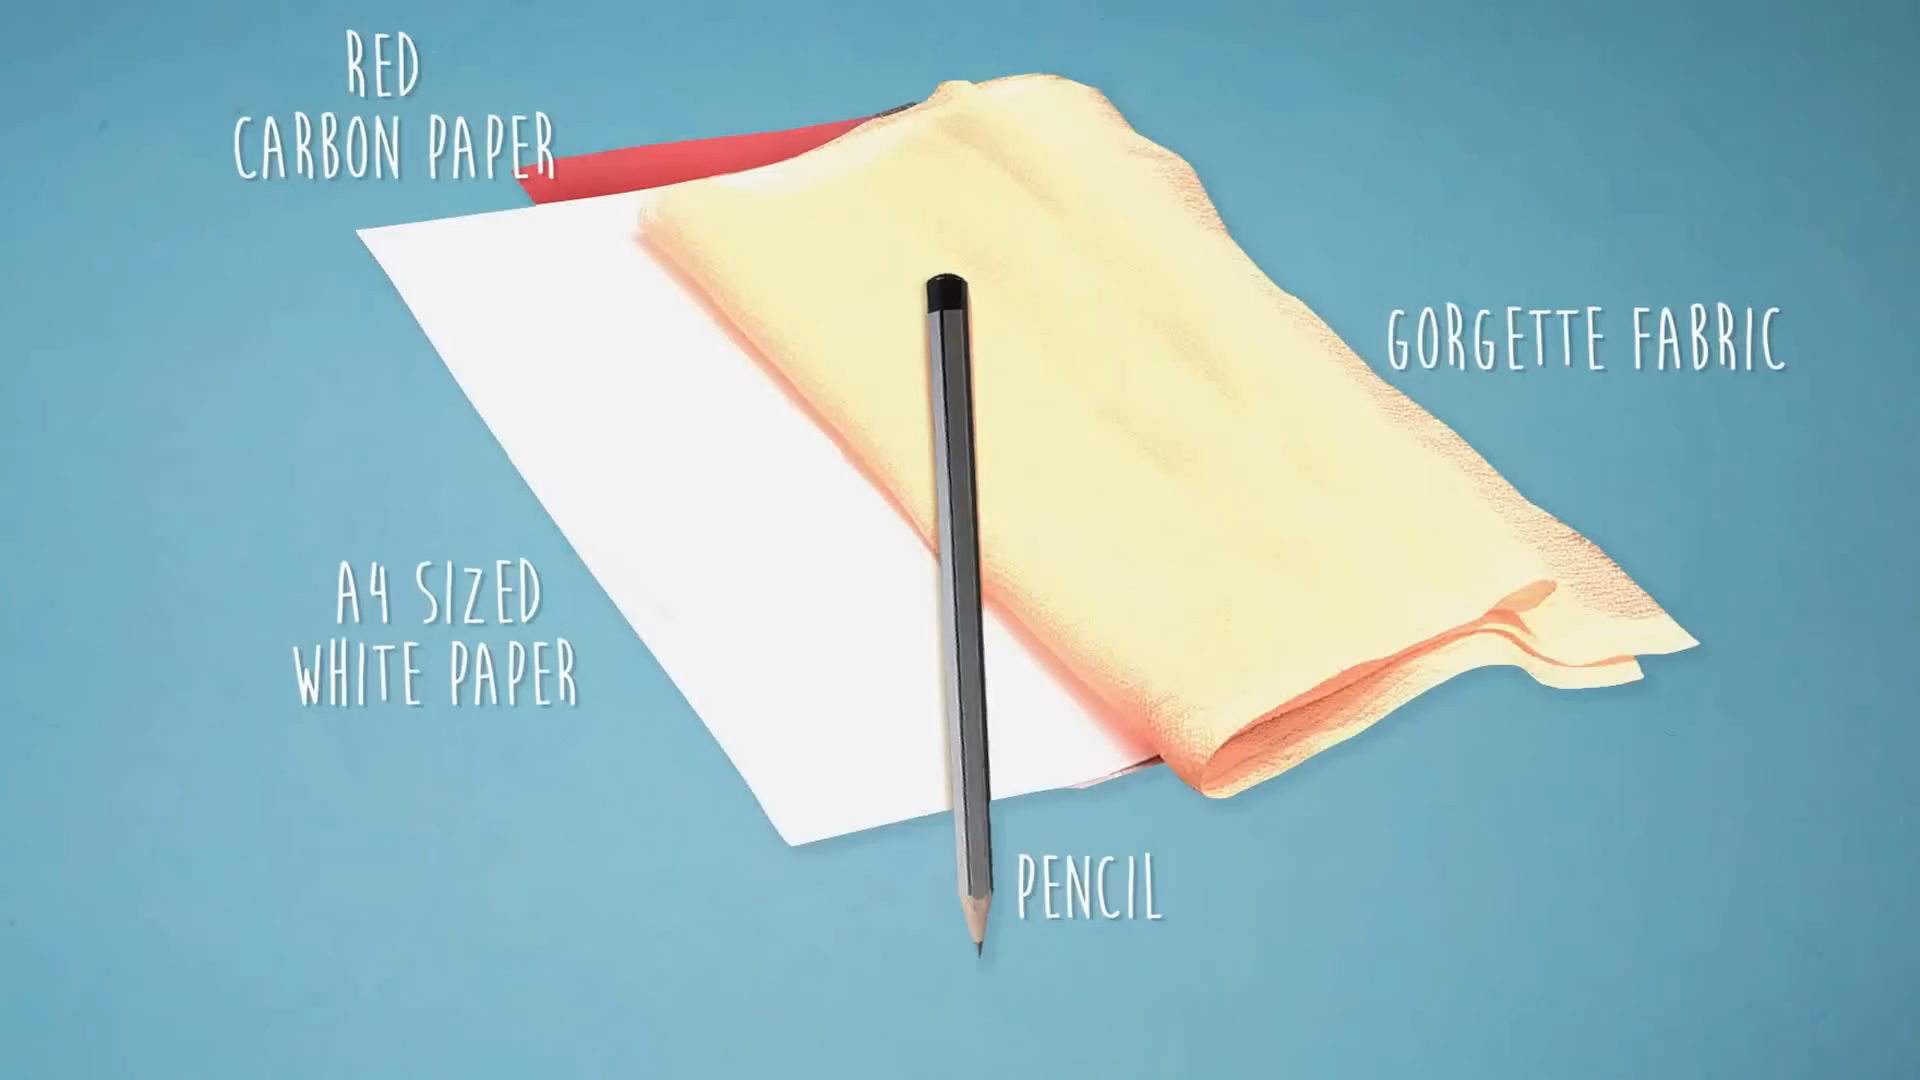 RED
CARBON PAPER
GORGETTE FABRIC
A4 SIZED
WHITE PAPER
PENCIL